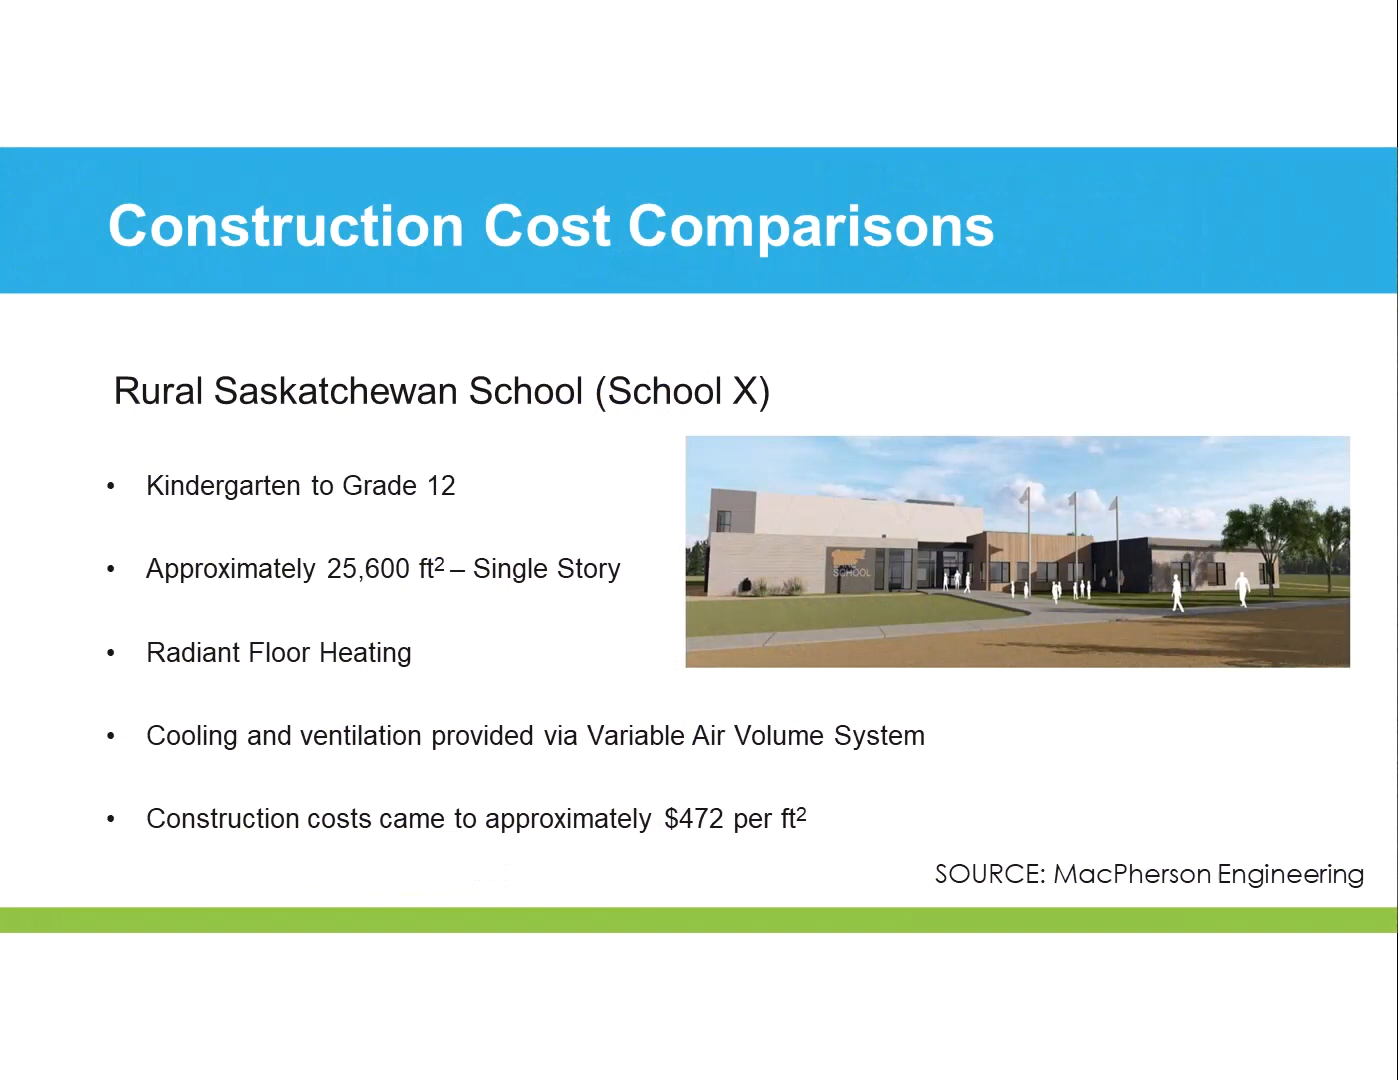 Construction Cost Comparisons
Rural Saskatchewan School (School X)
• Kindergarten to Grade 12
• Approximately 25,600 ft² – Single Story
SCHOOL
• Radiant Floor Heating
• Cooling and ventilation provided via Variable Air Volume System
• Construction costs came to approximately $472 per ft²
SOURCE: MacPherson Engineering